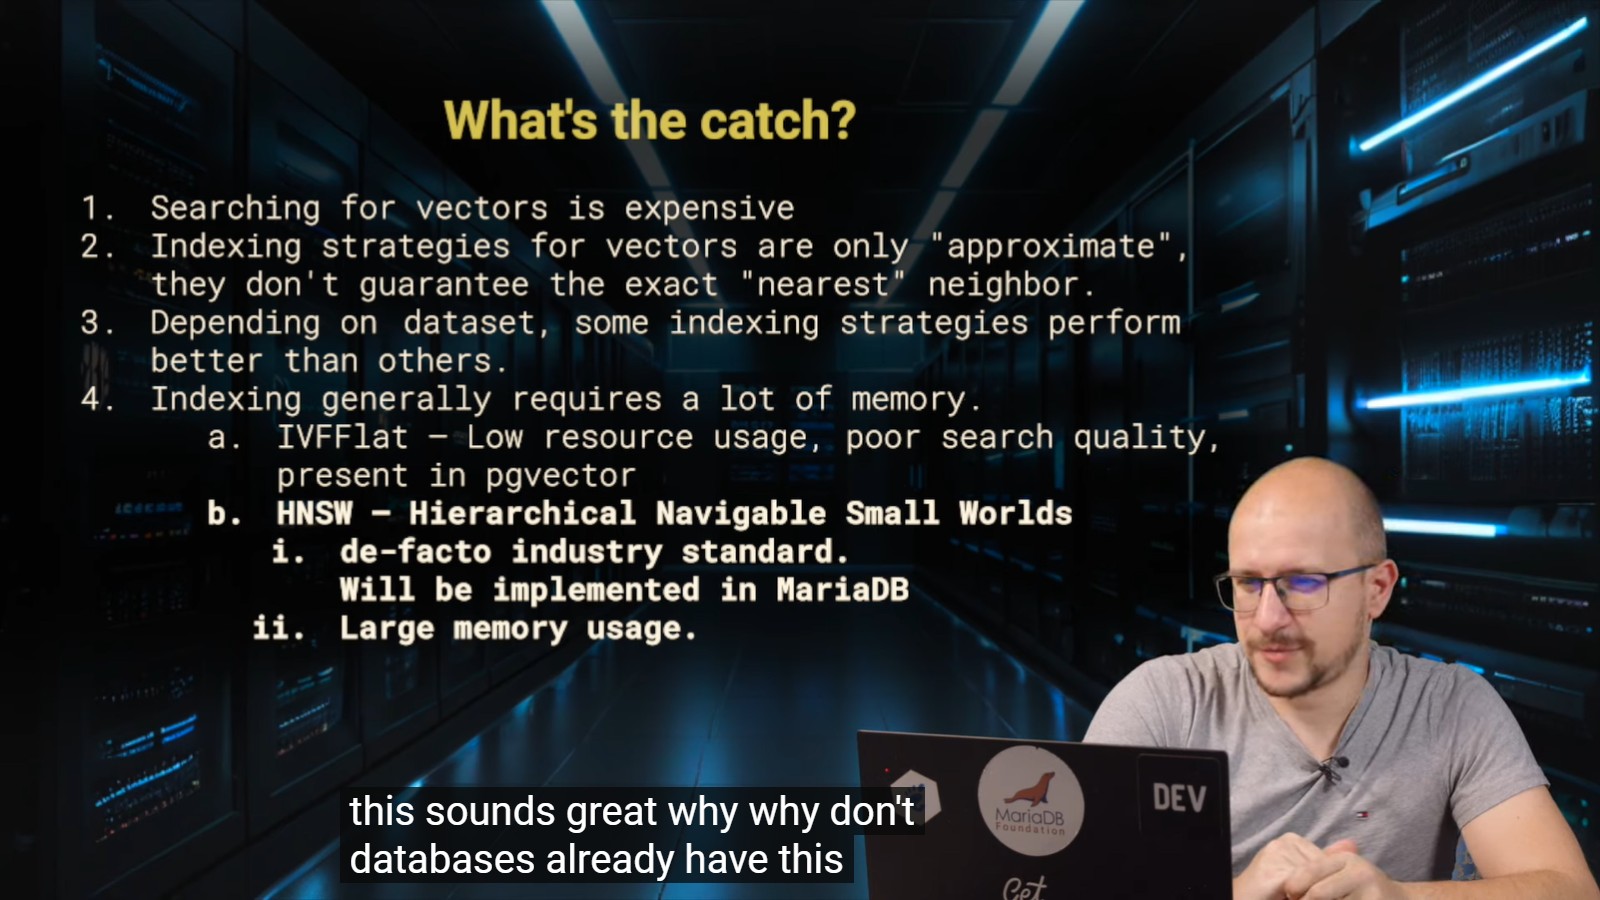 What's the catch?
1. Searching for vectors is expensive
2. Indexing strategies for vectors are only "approximate",
they don't guarantee the exact "nearest" neighbor.
3. Depending on dataset, some indexing strategies perform
better than others.
4. Indexing generally requires a lot of memory.
a. IVFFlat – Low resource usage, poor search quality,
present in pgvector
b. HNSW – Hierarchical Navigable Small Worlds
i. de-facto industry standard.
Will be implemented in MariaDB
ii. Large memory usage.
this sounds great why why don't
databases already have this
MariaDB
Foundation
DEV
Get